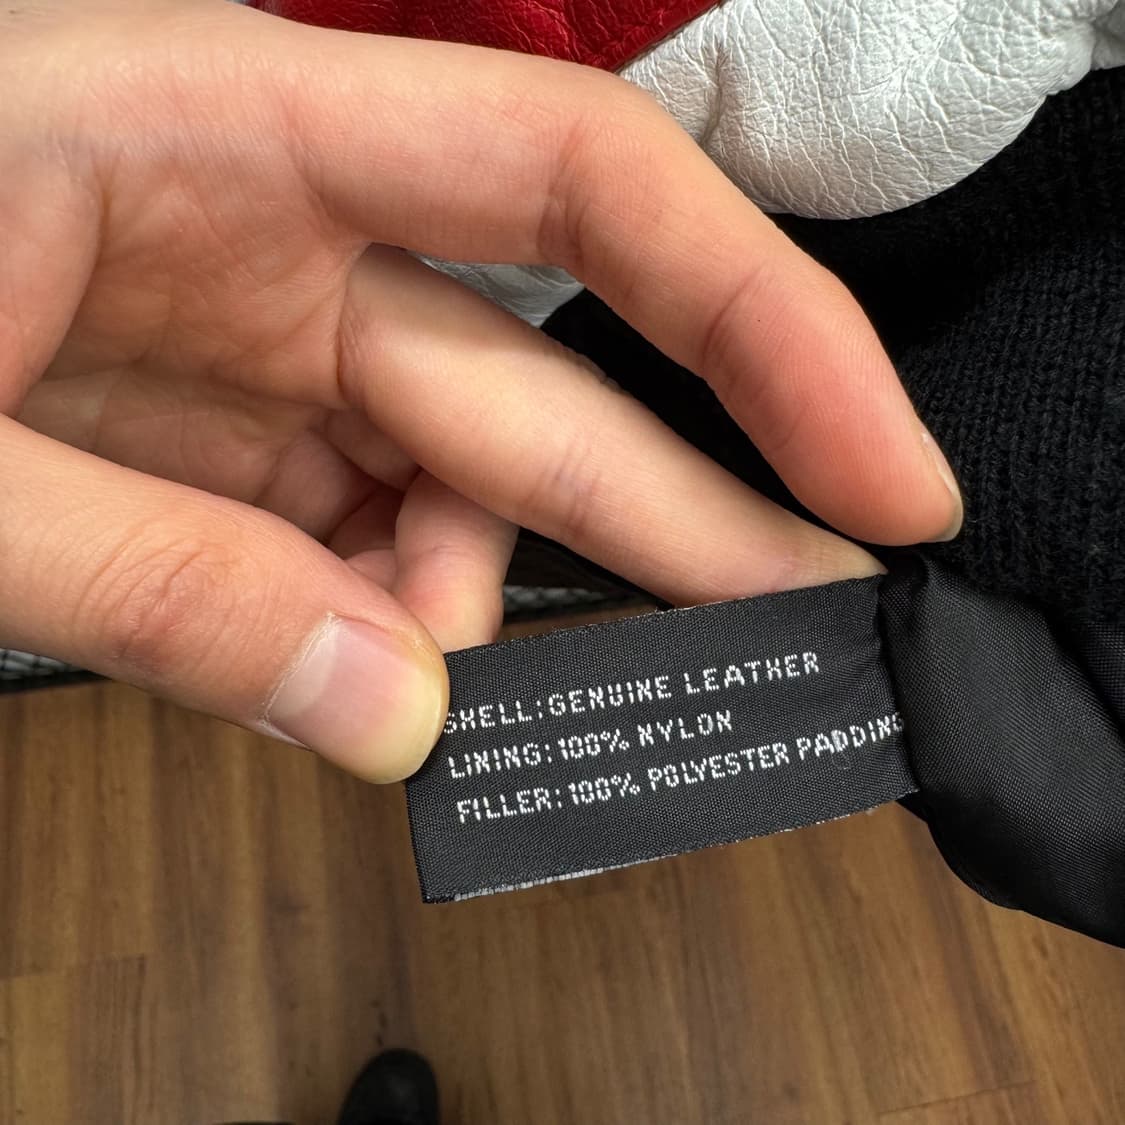 SHELL:GENUINE LEATHER
LINING:100% NYLON
FILLER:100% POLYESTER PADDING